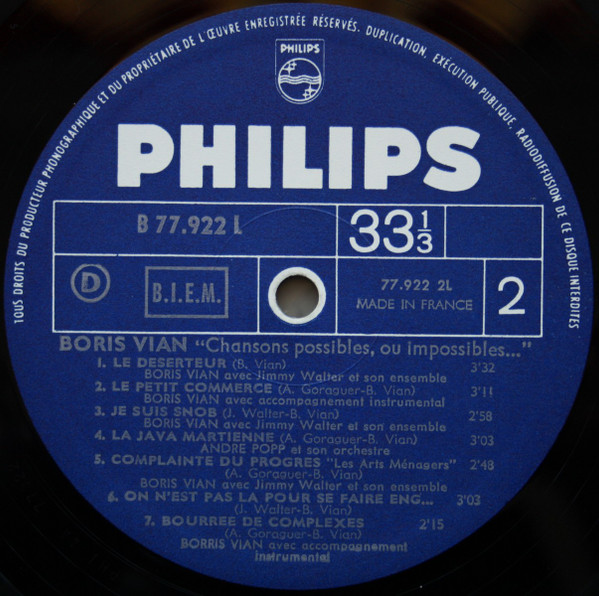 TOUS DROITS DU PRODUCTEUR PHONOGRAPHIQUE ET DU PROPRIÉTAIRE DE L'ŒUVRE ENREGISTRÉE RÉSERVÉS. DUPLICATION, EXÉCUTION PUBLIQUE, RADIODIFFUSION DE CE DISQUE INTERDITES
PHILIPS
PHILIPS
B 77.922 L
33 1/3
D
B.I.E.M.
77.922 2L
MADE IN FRANCE
2
BORIS VIAN "Chansons possibles, ou impossibles..."
1. LE DESERTEUR (B. Vian) 3'32
BORIS VIAN avec Jimmy Walter et son ensemble
2. LE PETIT COMMERCE (A. Goraguer-B. Vian) 3'11
BORIS VIAN avec accompagnement instrumental
3. JE SUIS SNOB (J. Walter-B. Vian) 2'58
BORIS VIAN avec Jimmy Walter et son ensemble
4. LA JAVA MARTIENNE (A. Goraguer-B. Vian) 3'03
ANDRE POPP et son orchestre
5. COMPLAINTE DU PROGRES "Les Arts Ménagers" 2'48
(A. Goraguer-B. Vian)
BORIS VIAN avec Jimmy Walter et son ensemble
6. ON N'EST PAS LA POUR SE FAIRE ENG... 3'03
(J. Walter-B. Vian)
7. BOURREE DE COMPLEXES 2'15
(A. Goraguer-B. Vian)
BORRIS VIAN avec accompagnement
instrumental